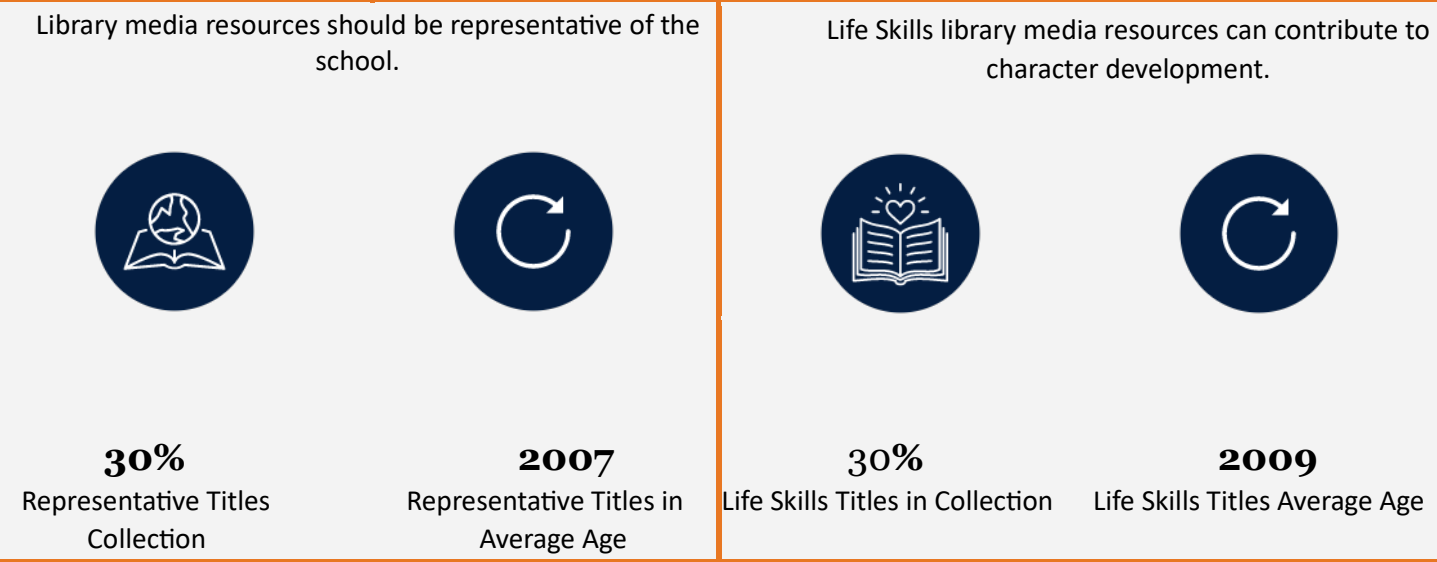 Library media resources should be representative of the
school.
30%
Representative Titles
Collection
2007
Representative Titles in
Average Age
Life Skills library media resources can contribute to
character development.
30%
Life Skills Titles in Collection
2009
Life Skills Titles Average Age